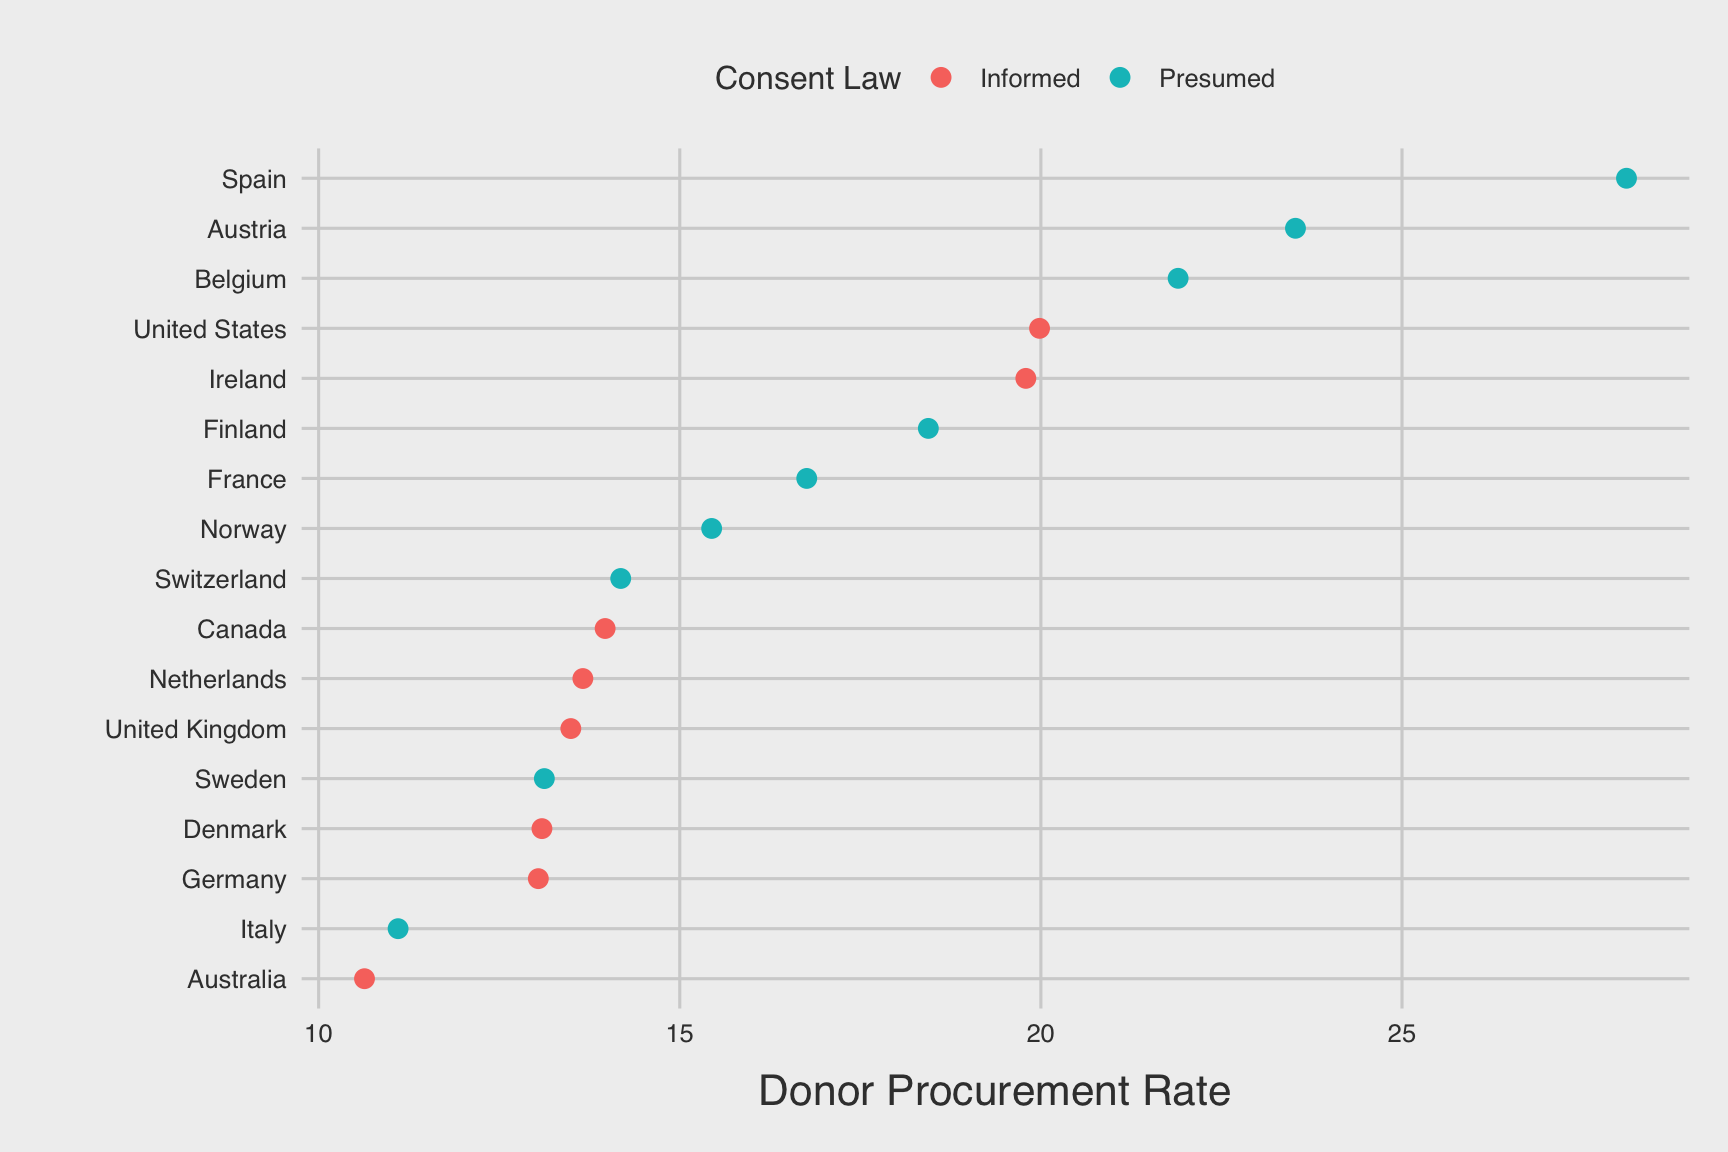 Consent Law Informed Presumed
Spain
Austria
Belgium
United States
Ireland
Finland
France
Norway
Switzerland
Canada
Netherlands
United Kingdom
Sweden
Denmark
Germany
Italy
Australia
10 15 20 25
Donor Procurement Rate